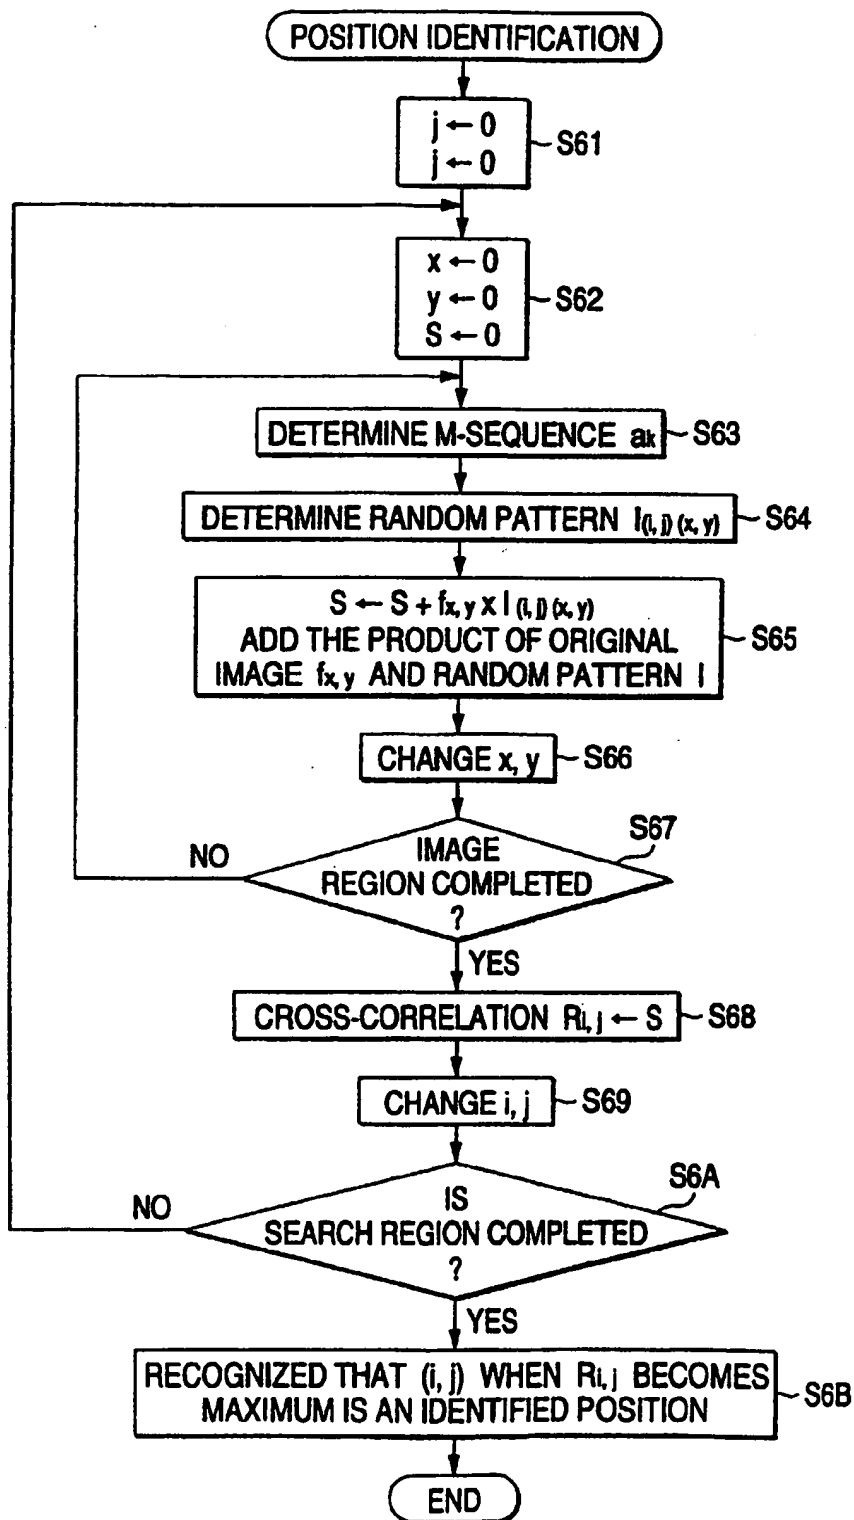 POSITION IDENTIFICATION
j ← 0
j ← 0
S61
x ← 0
y ← 0
S ← 0
S62
DETERMINE M-SEQUENCE ak
S63
DETERMINE RANDOM PATTERN I(i, j) (x, y)
S64
S ← S + fx, y x I (i, j) (x, y)
ADD THE PRODUCT OF ORIGINAL
IMAGE fx, y AND RANDOM PATTERN I
S65
CHANGE x, y
S66
S67
IMAGE
REGION COMPLETED
?
NO
YES
CROSS-CORRELATION Ri, j ← S
S68
CHANGE i, j
S69
S6A
IS
SEARCH REGION COMPLETED
?
NO
YES
RECOGNIZED THAT (i, j) WHEN Ri, j BECOMES
MAXIMUM IS AN IDENTIFIED POSITION
S6B
END